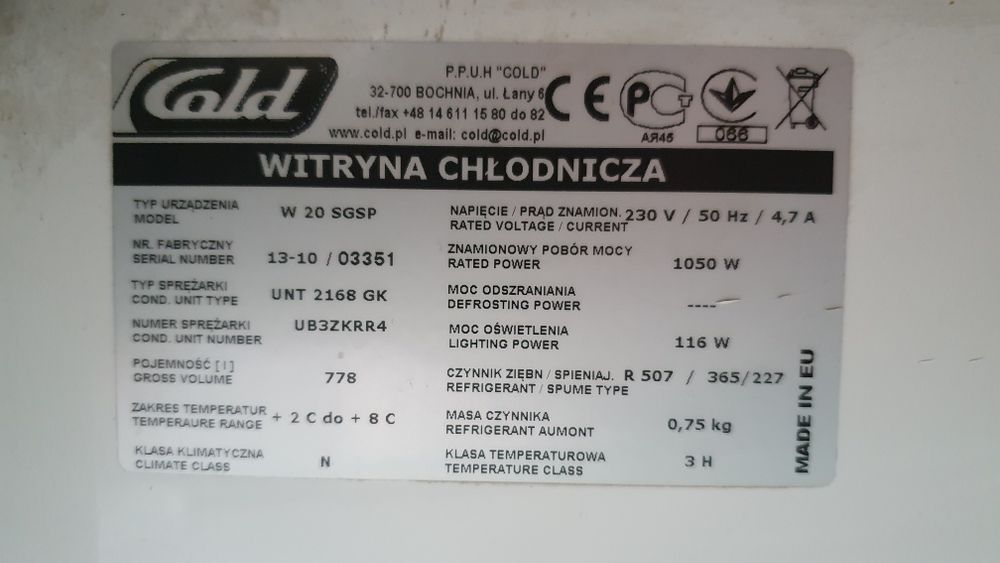 Cold
P.P.U.H "COLD"
32-700 BOCHNIA, ul. Łany 6
tel./fax +48 14 611 15 80 do 82
www.cold.pl e-mail: cold@cold.pl
CE
АЯ46
066
WITRYNA CHŁODNICZA
TYP URZĄDZENIA
MODEL
W 20 SGSP
NR. FABRYCZNY
SERIAL NUMBER
13-10 / 03351
TYP SPRĘŻARKI
COND. UNIT TYPE
UNT 2168 GK
NUMER SPRĘŻARKI
COND. UNIT NUMBER
UB3ZKRR4
POJEMNOŚĆ [ l ]
GROSS VOLUME
778
ZAKRES TEMPERATUR
TEMPERAURE RANGE
+ 2 C do + 8 C
KLASA KLIMATYCZNA
CLIMATE CLASS
N
NAPIĘCIE / PRĄD ZNAMION.
RATED VOLTAGE / CURRENT
230 V / 50 Hz / 4,7 A
ZNAMIONOWY POBÓR MOCY
RATED POWER
1050 W
MOC ODSZRANIANIA
DEFROSTING POWER
----
MOC OŚWIETLENIA
LIGHTING POWER
116 W
CZYNNIK ZIĘBN / SPIENIAJ.
REFRIGERANT / SPUME TYPE
R 507 / 365/227
MASA CZYNNIKA
REFRIGERANT AUMONT
0,75 kg
KLASA TEMPERATUROWA
TEMPERATURE CLASS
3 H
MADE IN EU